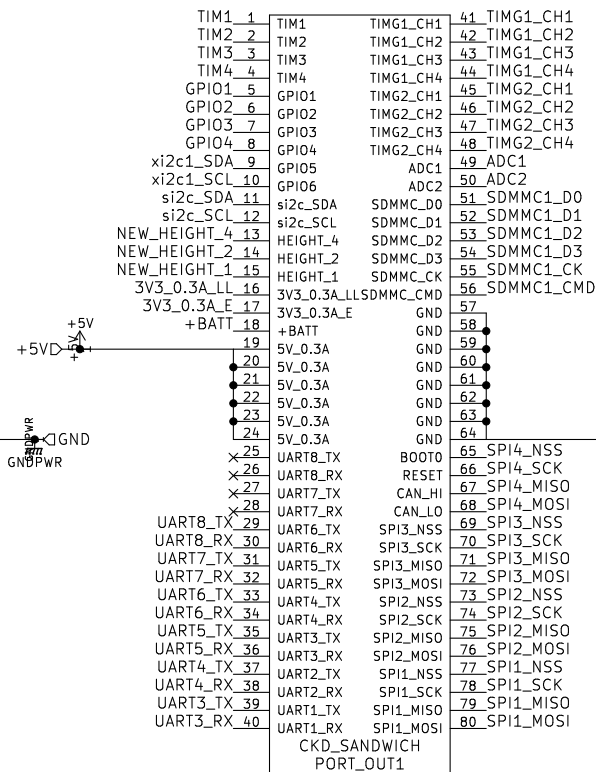 TIM1 1 TIM1 TIMG1_CH1 41 TIMG1_CH1
TIM2 2 TIM2 TIMG1_CH2 42 TIMG1_CH2
TIM3 3 TIM3 TIMG1_CH3 43 TIMG1_CH3
TIM4 4 TIM4 TIMG1_CH4 44 TIMG1_CH4
GPIO1 5 GPIO1 TIMG2_CH1 45 TIMG2_CH1
GPIO2 6 GPIO2 TIMG2_CH2 46 TIMG2_CH2
GPIO3 7 GPIO3 TIMG2_CH3 47 TIMG2_CH3
GPIO4 8 GPIO4 TIMG2_CH4 48 TIMG2_CH4
xi2c1_SDA 9 GPIO5 ADC1 49 ADC1
xi2c1_SCL 10 GPIO6 ADC2 50 ADC2
si2c_SDA 11 si2c_SDA SDMMC_D0 51 SDMMC1_D0
si2c_SCL 12 si2c_SCL SDMMC_D1 52 SDMMC1_D1
NEW_HEIGHT_4 13 HEIGHT_4 SDMMC_D2 53 SDMMC1_D2
NEW_HEIGHT_2 14 HEIGHT_2 SDMMC_D3 54 SDMMC1_D3
NEW_HEIGHT_1 15 HEIGHT_1 SDMMC_CK 55 SDMMC1_CK
3V3_0.3A_LL 16 3V3_0.3A_LL SDMMC_CMD 56 SDMMC1_CMD
3V3_0.3A_E 17 3V3_0.3A_E GND 57
+BATT 18 +BATT GND 58
+5V +5V +5V 19 5V_0.3A GND 59
20 5V_0.3A GND 60
21 5V_0.3A GND 61
22 5V_0.3A GND 62
23 5V_0.3A GND 63
GNDPWR GND GNDPWR 24 5V_0.3A GND 64
25 UART8_TX BOOT0 65 SPI4_NSS
26 UART8_RX RESET 66 SPI4_SCK
27 UART7_TX CAN_HI 67 SPI4_MISO
28 UART7_RX CAN_LO 68 SPI4_MOSI
UART8_TX 29 UART6_TX SPI3_NSS 69 SPI3_NSS
UART8_RX 30 UART6_RX SPI3_SCK 70 SPI3_SCK
UART7_TX 31 UART5_TX SPI3_MISO 71 SPI3_MISO
UART7_RX 32 UART5_RX SPI3_MOSI 72 SPI3_MOSI
UART6_TX 33 UART4_TX SPI2_NSS 73 SPI2_NSS
UART6_RX 34 UART4_RX SPI2_SCK 74 SPI2_SCK
UART5_TX 35 UART3_TX SPI2_MISO 75 SPI2_MISO
UART5_RX 36 UART3_RX SPI2_MOSI 76 SPI2_MOSI
UART4_TX 37 UART2_TX SPI1_NSS 77 SPI1_NSS
UART4_RX 38 UART2_RX SPI1_SCK 78 SPI1_SCK
UART3_TX 39 UART1_TX SPI1_MISO 79 SPI1_MISO
UART3_RX 40 UART1_RX SPI1_MOSI 80 SPI1_MOSI
CKD_SANDWICH
PORT_OUT1